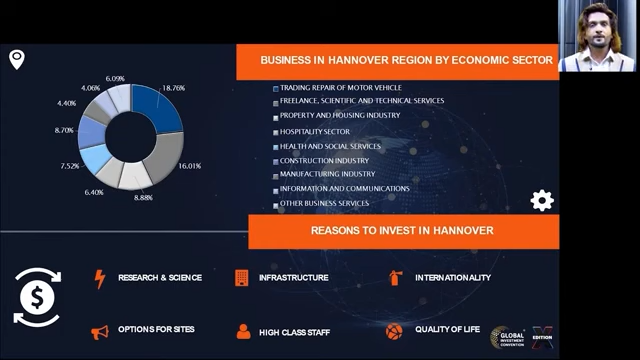 BUSINESS IN HANNOVER REGION BY ECONOMIC SECTOR
6.09%
4.06%
18.76%
4.40%
8.70%
7.52%
16.01%
6.40%
8.88%
TRADING REPAIR OF MOTOR VEHICLE
FREELANCE, SCIENTIFIC AND TECHNICAL SERVICES
PROPERTY AND HOUSING INDUSTRY
HOSPITALITY SECTOR
HEALTH AND SOCIAL SERVICES
CONSTRUCTION INDUSTRY
MANUFACTURING INDUSTRY
INFORMATION AND COMMUNICATIONS
OTHER BUSINESS SERVICES
REASONS TO INVEST IN HANNOVER
$
RESEARCH & SCIENCE
INFRASTRUCTURE
INTERNATIONALITY
OPTIONS FOR SITES
HIGH CLASS STAFF
QUALITY OF LIFE
GLOBAL
INVESTMENT
CONVENTION
X
EDITION